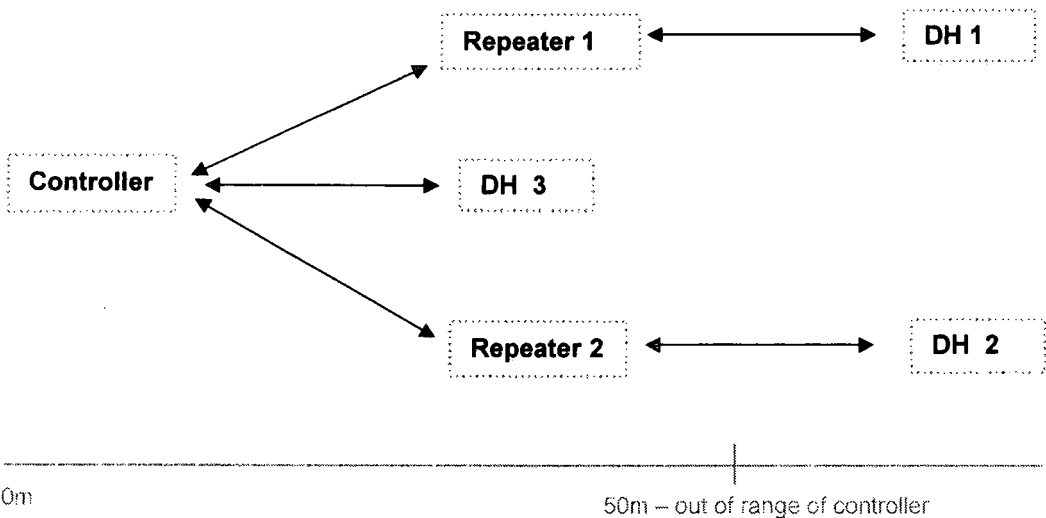 Repeater 1
DH 1
Controller
DH 3
Repeater 2
DH 2
0m
50m – out of range of controller